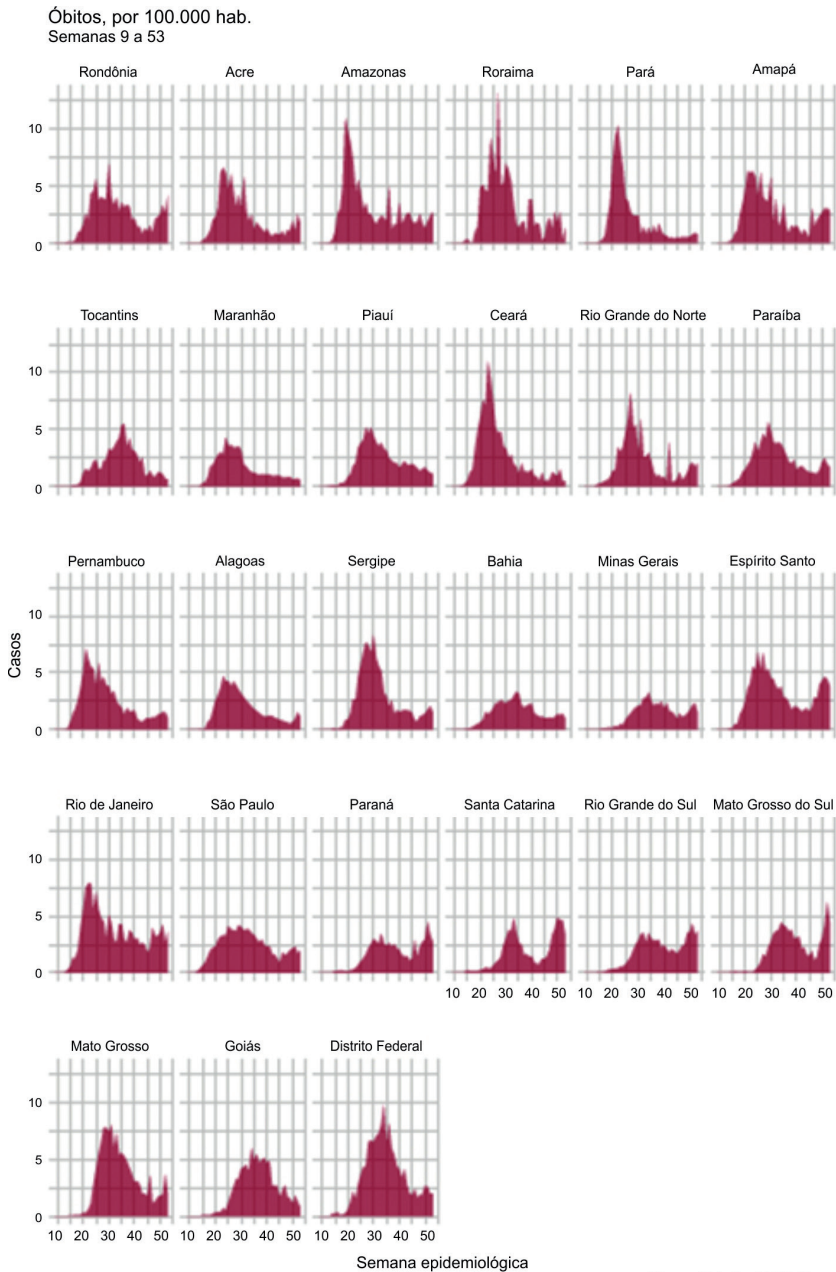 Óbitos, por 100.000 hab.
Semanas 9 a 53
Rondônia Acre Amazonas Roraima Pará Amapá
10
5
0
Tocantins Maranhão Piauí Ceará Rio Grande do Norte Paraíba
10
5
0
Pernambuco Alagoas Sergipe Bahia Minas Gerais Espírito Santo
10
5
0
Casos
Rio de Janeiro São Paulo Paraná Santa Catarina Rio Grande do Sul Mato Grosso do Sul
10
5
0
10 20 30 40 50 10 20 30 40 50 10 20 30 40 50
Mato Grosso Goiás Distrito Federal
10
5
0
10 20 30 40 50 10 20 30 40 50 10 20 30 40 50
Semana epidemiológica